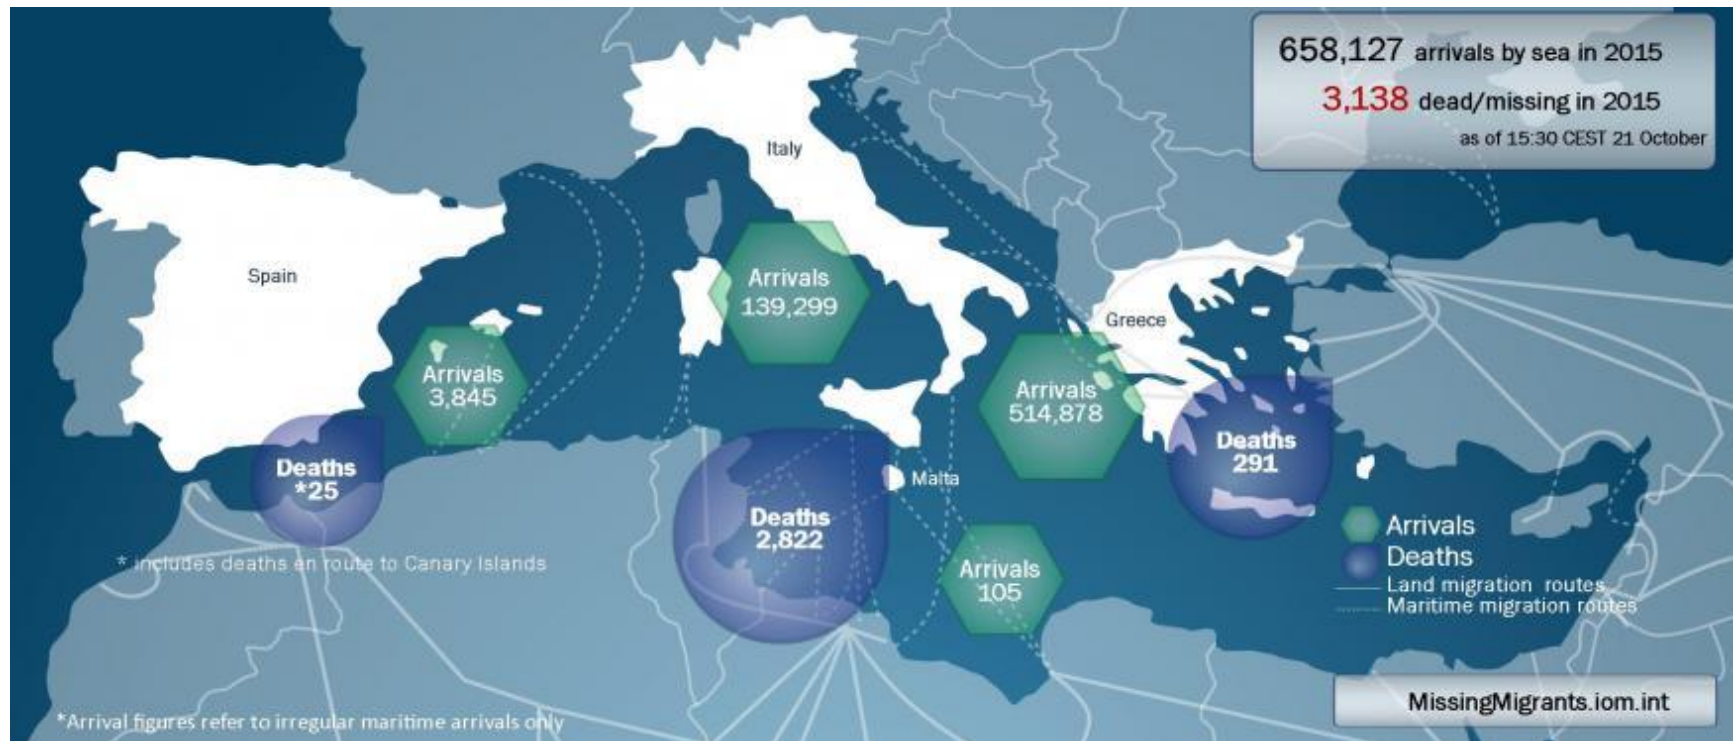 658,127 arrivals by sea in 2015
3,138 dead/missing in 2015
as of 15:30 CEST 21 October
Italy
Spain
Arrivals
139,299
Greece
Arrivals
3,845
Arrivals
514,878
Deaths
*25
Deaths
291
Malta
Deaths
2,822
Arrivals
105
Arrivals
Deaths
Land migration routes
Maritime migration routes
* includes deaths en route to Canary Islands
MissingMigrants.iom.int
*Arrival figures refer to irregular maritime arrivals only